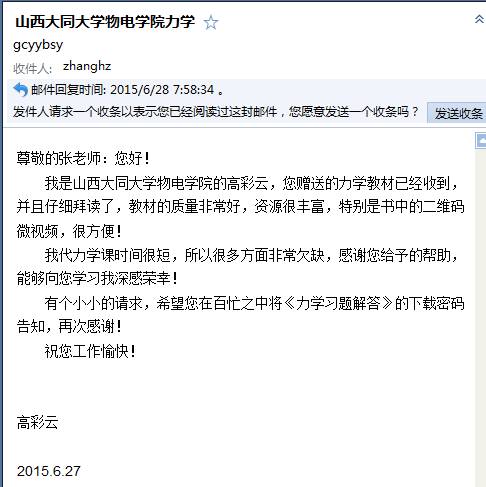 山西大同大学物电学院力学 ☆
gcyybsy
收件人: zhanghz
邮件回复时间: 2015/6/28 7:58:34 。
发件人请求一个收条以表示您已经阅读过这封邮件，您愿意发送一个收条吗？ 发送收条
尊敬的张老师：您好！
我是山西大同大学物电学院的高彩云，您赠送的力学教材已经收到，
并且仔细拜读了，教材的质量非常好，资源很丰富，特别是书中的二维码
微视频，很方便！
我代力学课时间很短，所以很多方面非常欠缺，感谢您给予的帮助，
能够向您学习我深感荣幸！
有个小小的请求，希望您在百忙之中将《力学习题解答》的下载密码
告知，再次感谢！
祝您工作愉快！
高彩云
2015.6.27